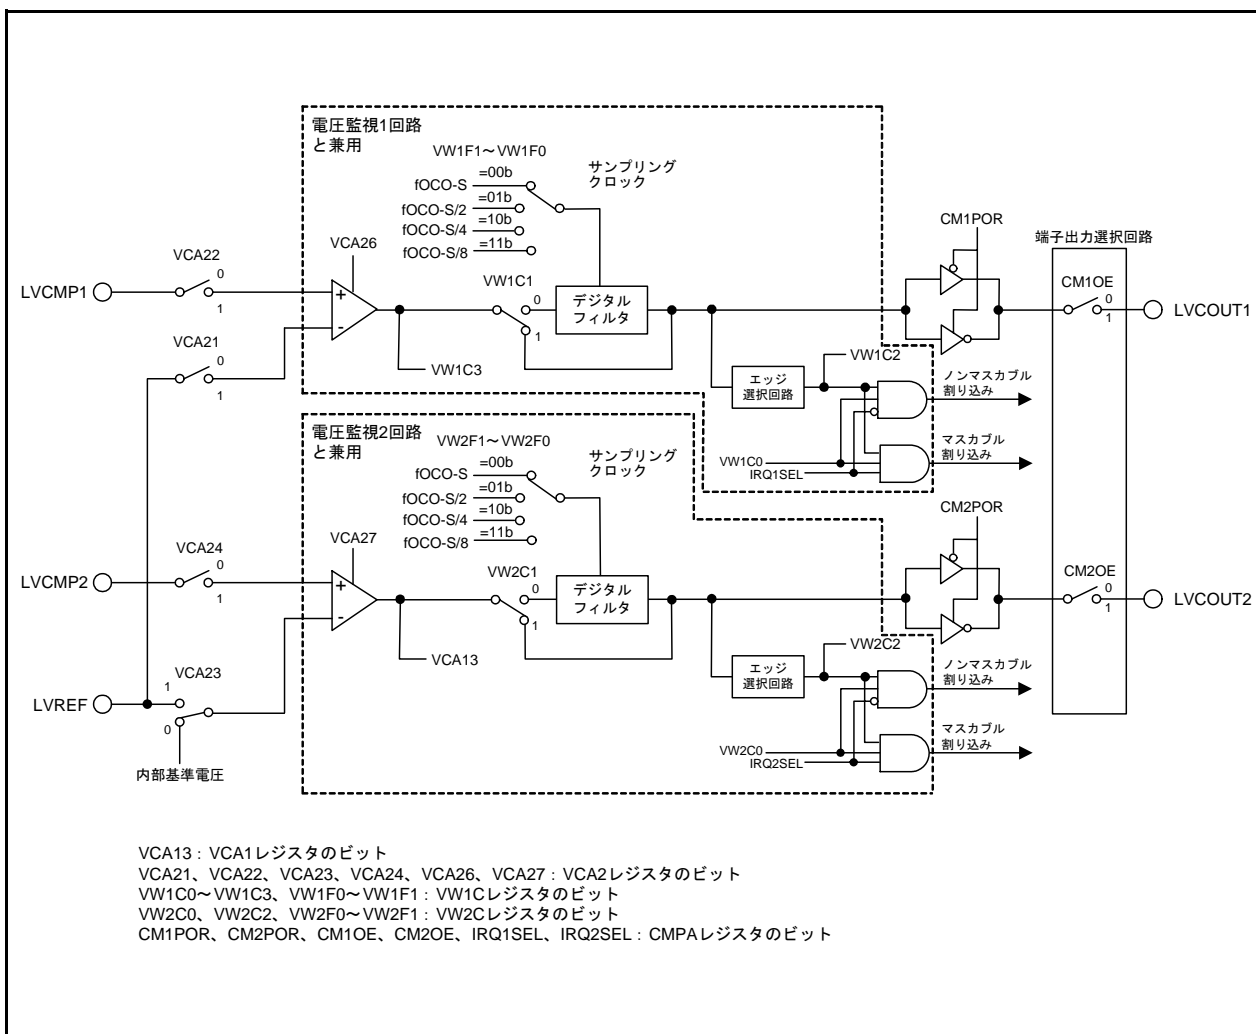 電圧監視1回路
と兼用
VW1F1～VW1F0
サンプリング
クロック
fOCO-S
=00b
fOCO-S/2
=01b
fOCO-S/4
=10b
fOCO-S/8
=11b
CM1POR
端子出力選択回路
VCA22
0
1
LVCMP1
VCA26
+
-
VW1C1
0
1
デジタル
フィルタ
CM1OE
0
1
LVCOUT1
VCA21
0
1
VW1C3
VW1C2
エッジ
選択回路
ノンマスカブル
割り込み
VW1C0
IRQ1SEL
マスカブル
割り込み
電圧監視2回路
と兼用
VW2F1～VW2F0
サンプリング
クロック
fOCO-S
=00b
fOCO-S/2
=01b
fOCO-S/4
=10b
fOCO-S/8
=11b
CM2POR
VCA24
0
1
LVCMP2
VCA27
+
-
VW2C1
0
1
デジタル
フィルタ
CM2OE
0
1
LVCOUT2
VCA13
VW2C2
エッジ
選択回路
ノンマスカブル
割り込み
VW2C0
IRQ2SEL
マスカブル
割り込み
VCA23
1
0
LVREF
内部基準電圧
VCA13：VCA1レジスタのビット
VCA21、VCA22、VCA23、VCA24、VCA26、VCA27：VCA2レジスタのビット
VW1C0～VW1C3、VW1F0～VW1F1：VW1Cレジスタのビット
VW2C0、VW2C2、VW2F0～VW2F1：VW2Cレジスタのビット
CM1POR、CM2POR、CM1OE、CM2OE、IRQ1SEL、IRQ2SEL：CMPAレジスタのビット